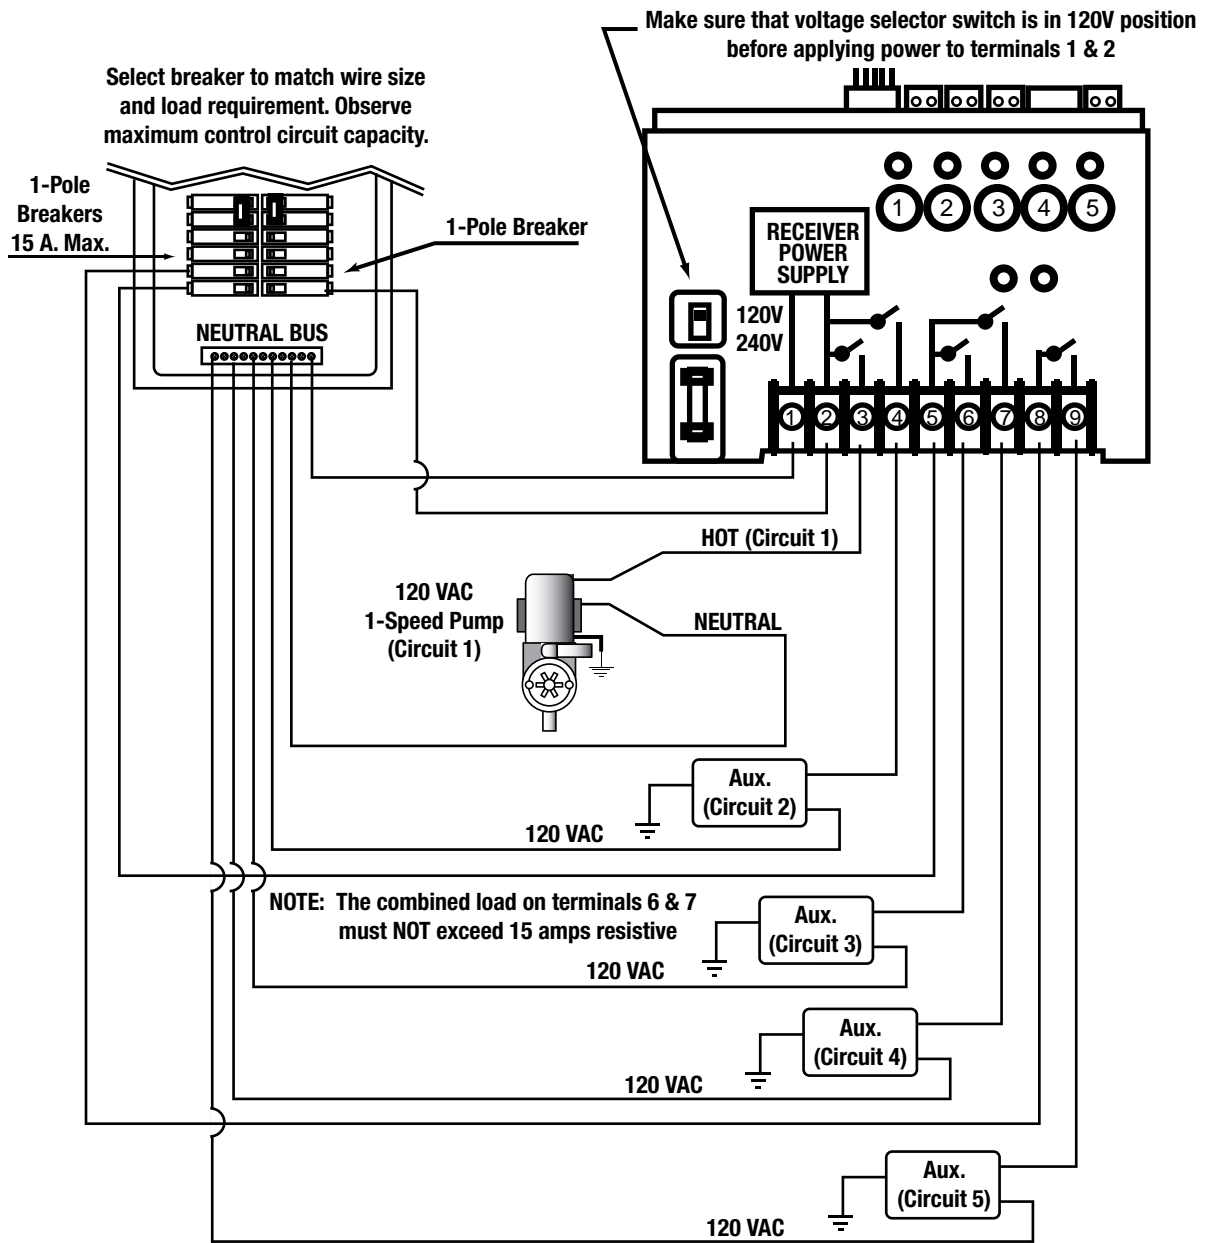 Make sure that voltage selector switch is in 120V position
before applying power to terminals 1 & 2
Select breaker to match wire size
and load requirement. Observe
maximum control circuit capacity.
1-Pole
Breakers
15 A. Max.
1-Pole Breaker
NEUTRAL BUS
1 2 3 4 5
RECEIVER
POWER
SUPPLY
120V
240V
1 2 3 4 5 6 7 8 9
HOT (Circuit 1)
120 VAC
1-Speed Pump
(Circuit 1)
NEUTRAL
Aux.
(Circuit 2)
120 VAC
NOTE: The combined load on terminals 6 & 7
must NOT exceed 15 amps resistive
Aux.
(Circuit 3)
120 VAC
Aux.
(Circuit 4)
120 VAC
Aux.
(Circuit 5)
120 VAC